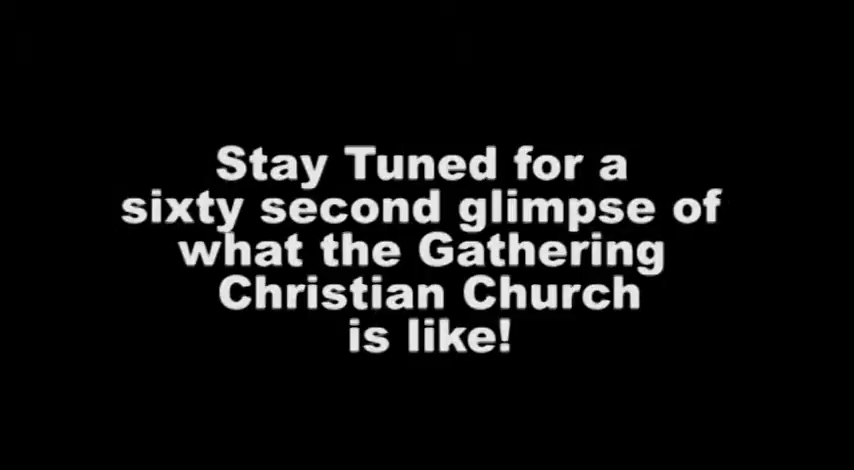 Stay Tuned for a
sixty second glimpse of
what the Gathering
Christian Church
is like!